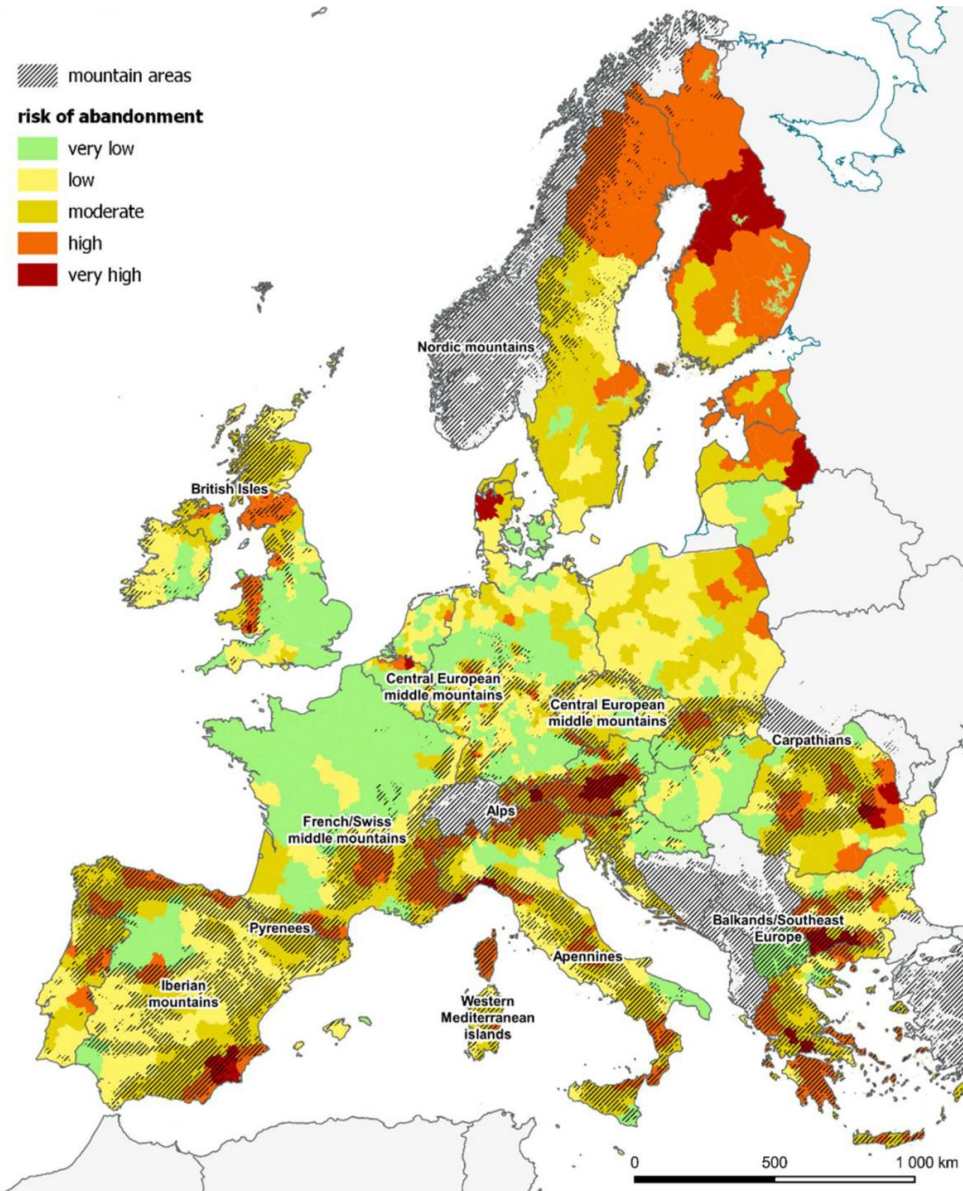 mountain areas
risk of abandonment
very low
low
moderate
high
very high
Nordic mountains
British Isles
Central European
middle mountains
Central European
middle mountains
Carpathians
Alps
French/Swiss
middle mountains
Pyrenees
Balkands/Southeast
Europe
Apennines
Iberian
mountains
Western
Mediterranean
islands
0 500 1 000 km